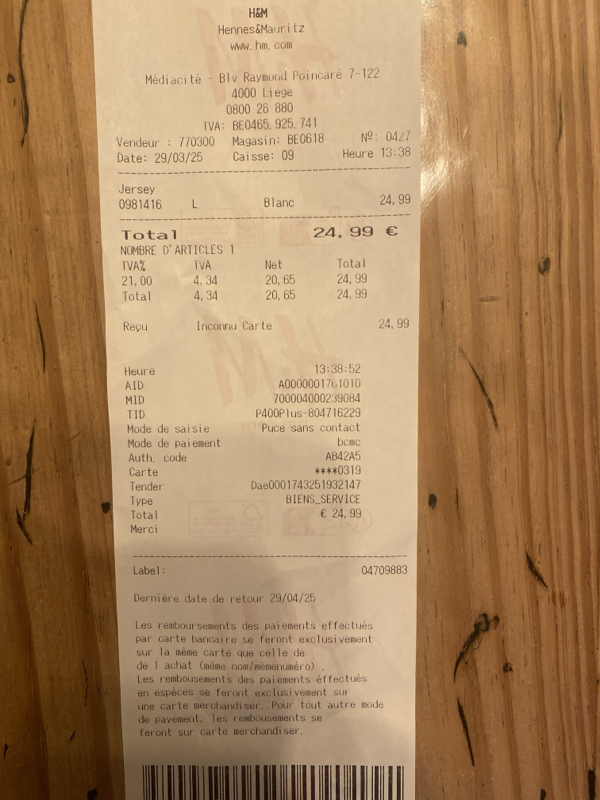 H&M
Hennes&Mauritz
www.hm.com
Médiacité - Blv Raymond Poincaré 7-122
4000 Liege
0800 26 880
TVA: BE0465.925.741
Vendeur : 770300 Magasin: BE0618 Nº: 0427
Date: 29/03/25 Caisse: 09 Heure 13:38
Jersey
0981416 L Blanc 24,99
Total 24,99 €
NOMBRE D'ARTICLES 1
TVA% TVA Net Total
21,00 4,34 20,65 24,99
Total 4,34 20,65 24,99
Reçu Inconnu Carte 24,99
Heure 13:38:52
AID A0000001761010
MID 700004000239084
TID P400Plus-804716229
Mode de saisie Puce sans contact
Mode de paiement bcmc
Auth. code AB42A5
Carte ****0319
Tender Dae0001743251932147
Type BIENS_SERVICE
Total € 24,99
Merci
Label: 04709883
Dernière date de retour 29/04/25
Les remboursements des paiements effectués
par carte bancaire se feront exclusivement
sur la même carte que celle de
de l achat (même nom/mêmenuméro) .
Les rembousements des paiements éffectués
en espèces se feront exclusivement sur
une carte merchandiser..Pour tout autre mode
de payement, les rembousements se
feront sur carte merchandiser.